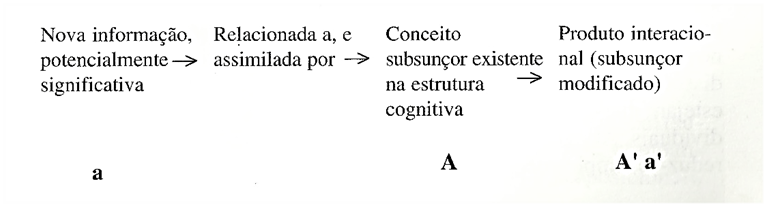 Nova informação,
potencialmente →
significativa
Relacionada a, e
assimilada por →
Conceito
subsunçor existente
na estrutura →
cognitiva
Produto interacio-
nal (subsunçor
modificado)
a
A
A' a'